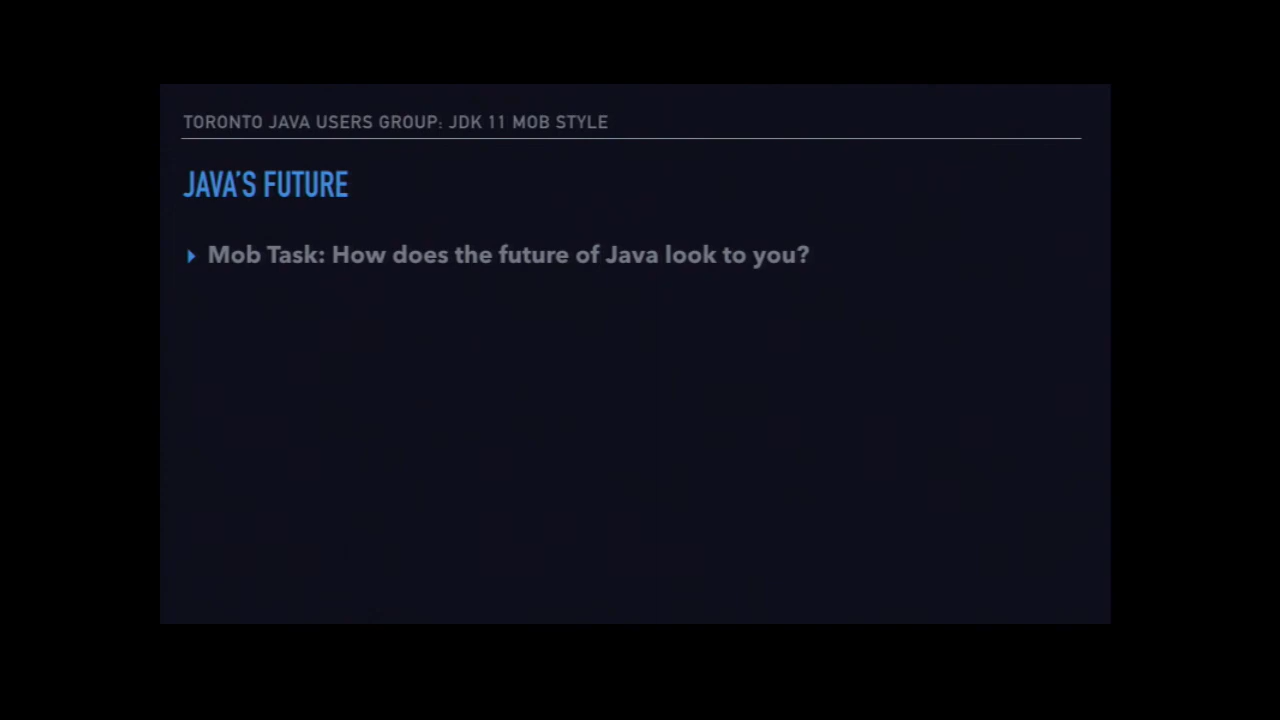 TORONTO JAVA USERS GROUP: JDK 11 MOB STYLE
JAVA'S FUTURE
Mob Task: How does the future of Java look to you?